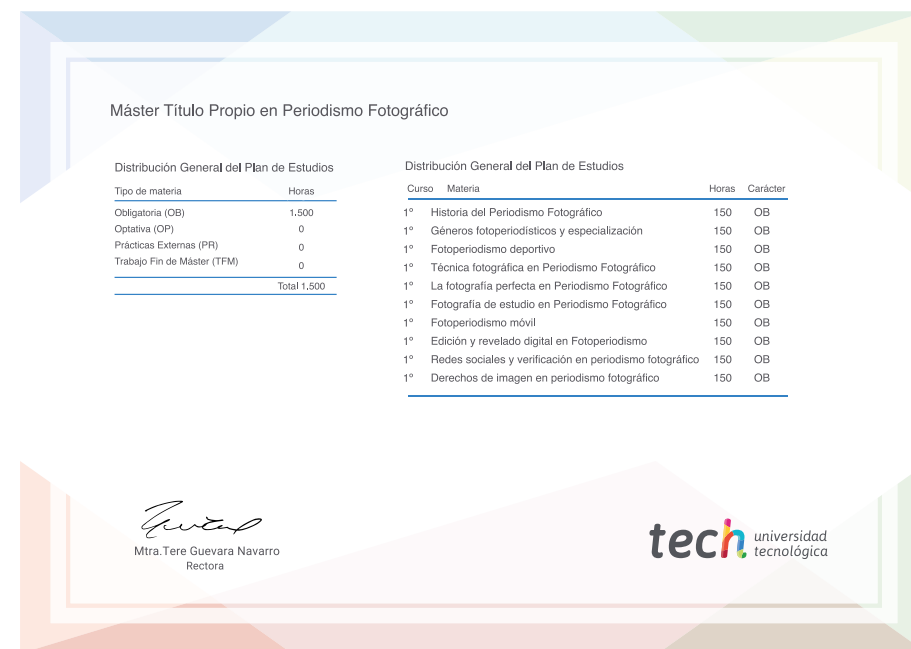 Máster Título Propio en Periodismo Fotográfico
Distribución General del Plan de Estudios
Tipo de materia Horas
Obligatoria (OB) 1.500
Optativa (OP) 0
Prácticas Externas (PR) 0
Trabajo Fin de Máster (TFM) 0
Total 1,500
Distribución General del Plan de Estudios
Curso Materia Horas Carácter
1º Historia del Periodismo Fotográfico 150 OB
1º Géneros fotoperiodísticos y especialización 150 OB
1º Fotoperiodismo deportivo 150 OB
1º Técnica fotográfica en Periodismo Fotográfico 150 OB
1º La fotografía perfecta en Periodismo Fotográfico 150 OB
1º Fotografía de estudio en Periodismo Fotográfico 150 OB
1º Fotoperiodismo móvil 150 OB
1º Edición y revelado digital en Fotoperiodismo 150 OB
1º Redes sociales y verificación en periodismo fotográfico 150 OB
1º Derechos de imagen en periodismo fotográfico 150 OB
Mtra.Tere Guevara Navarro
Rectora
tech universidad
tecnológica